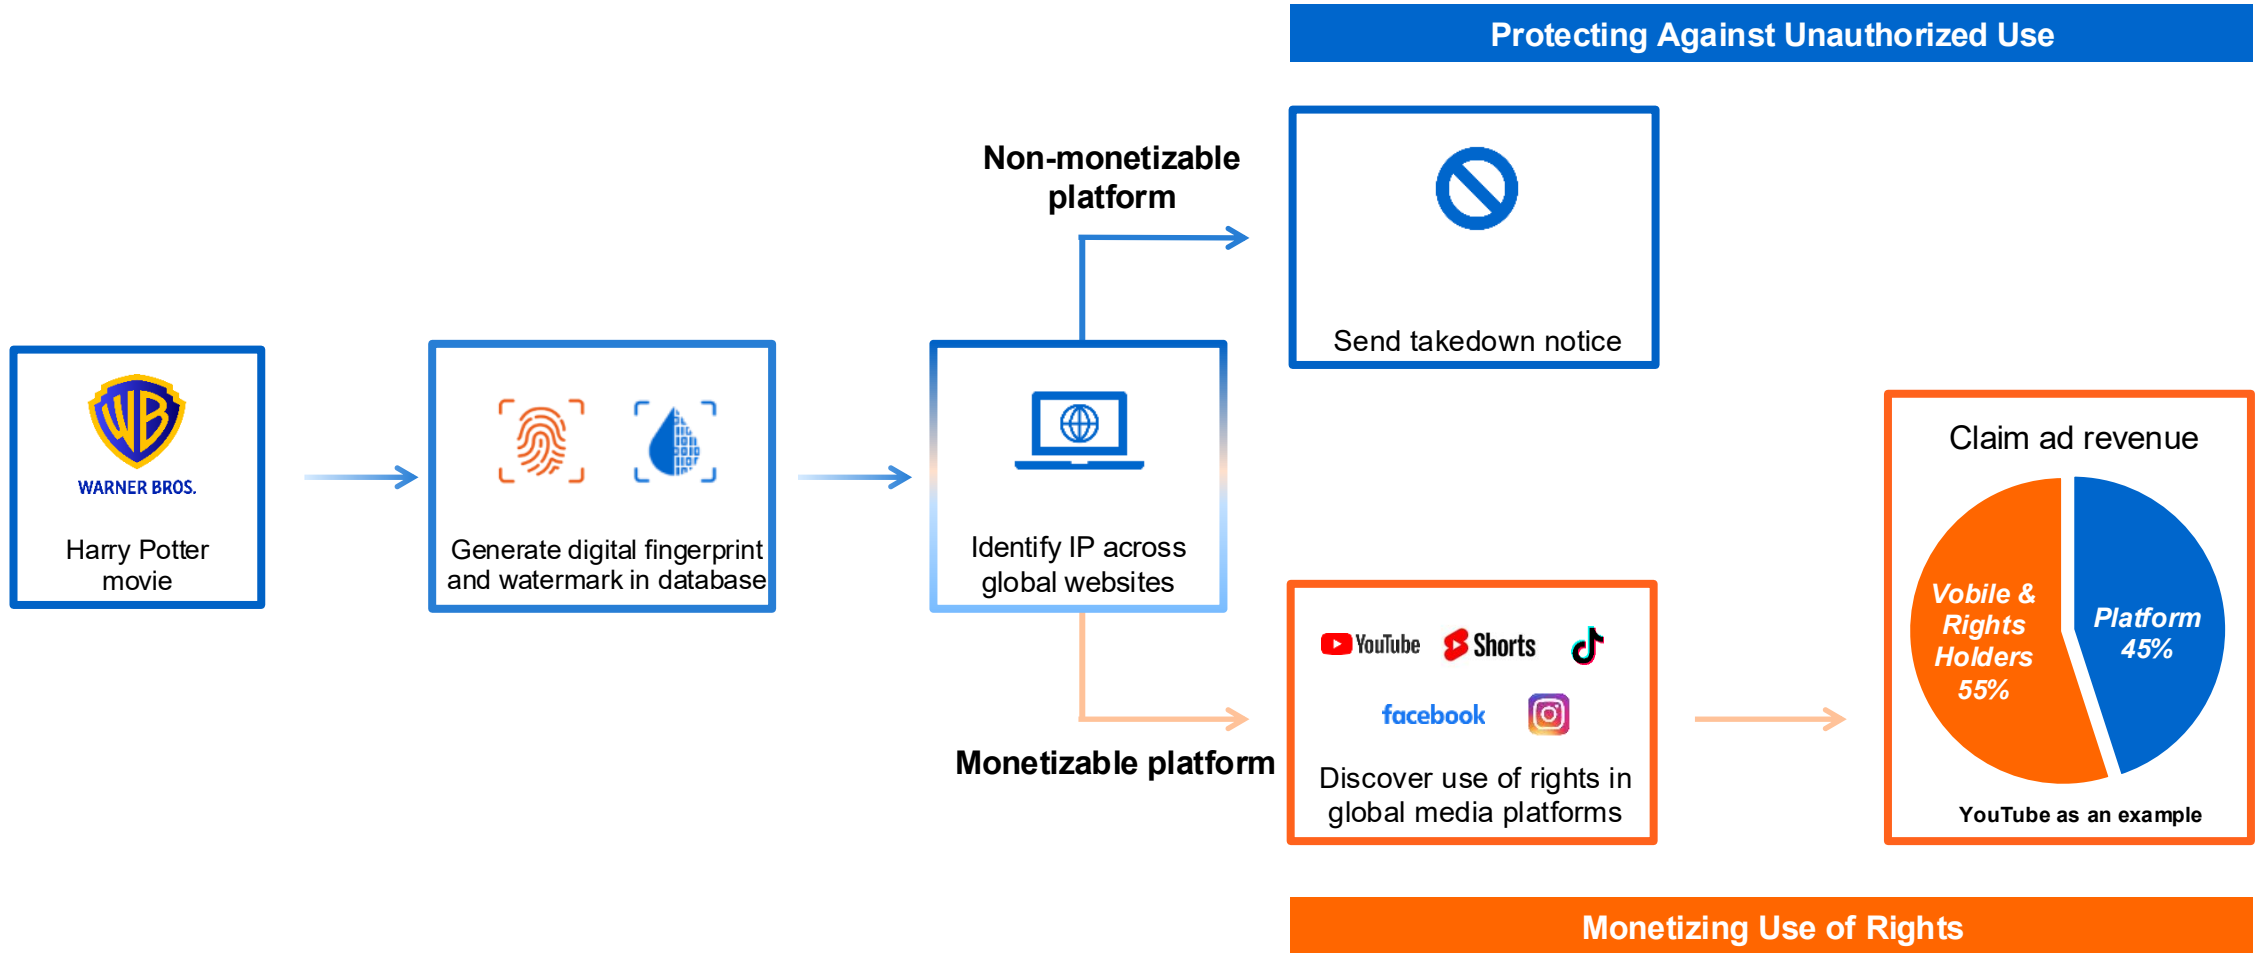 Protecting Against Unauthorized Use
Non-monetizable
platform
Send takedown notice
WARNER BROS.
Harry Potter
movie
Generate digital fingerprint
and watermark in database
Identify IP across
global websites
Monetizable platform
YouTube
Shorts
facebook
Discover use of rights in
global media platforms
Claim ad revenue
Vobile &
Rights
Holders
55%
Platform
45%
YouTube as an example
Monetizing Use of Rights